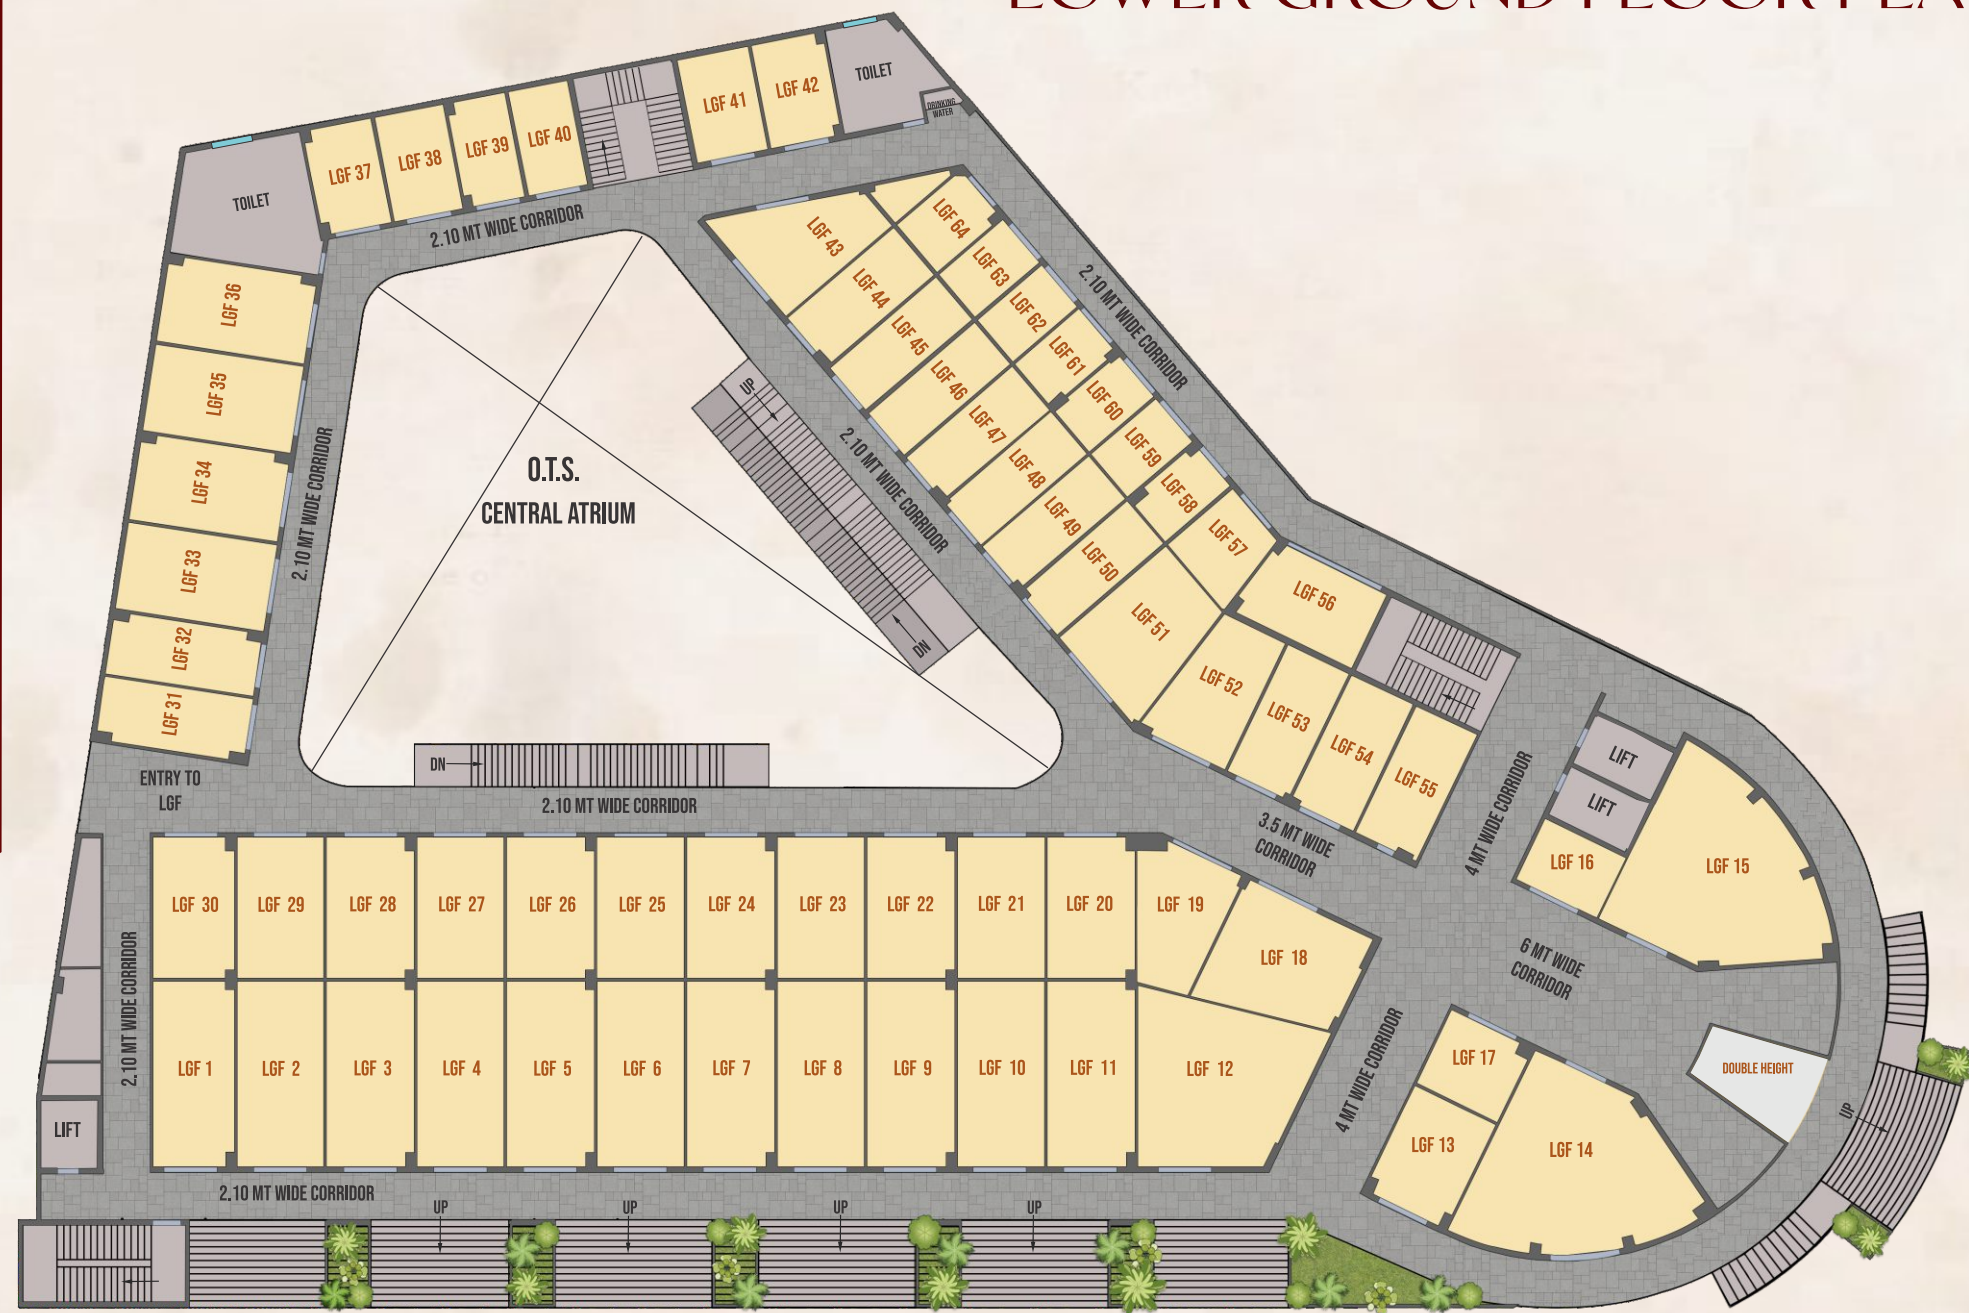 LOWER GROUND FLOOR PLA
TOILET
DRINKING
WATER
LGF 41
LGF 42
LGF 37
LGF 38
LGF 39
LGF 40
TOILET
2.10 MT WIDE CORRIDOR
LGF 36
LGF 35
LGF 34
LGF 33
LGF 32
LGF 31
2.10 MT WIDE CORRIDOR
O.T.S.
CENTRAL ATRIUM
UP
DN
2.10 MT WIDE CORRIDOR
LGF 43
LGF 44
LGF 45
LGF 46
LGF 47
LGF 48
LGF 49
LGF 50
LGF 51
LGF 64
LGF 63
LGF 62
LGF 61
LGF 60
LGF 59
LGF 58
LGF 57
2.10 MT WIDE CORRIDOR
LGF 56
LGF 52
LGF 53
LGF 54
LGF 55
DN
2.10 MT WIDE CORRIDOR
ENTRY TO
LGF
3.5 MT WIDE
CORRIDOR
4 MT WIDE CORRIDOR
LIFT
LIFT
LGF 16
LGF 15
LGF 30
LGF 29
LGF 28
LGF 27
LGF 26
LGF 25
LGF 24
LGF 23
LGF 22
LGF 21
LGF 20
LGF 19
LGF 18
6 MT WIDE
CORRIDOR
2.10 MT WIDE CORRIDOR
LGF 1
LGF 2
LGF 3
LGF 4
LGF 5
LGF 6
LGF 7
LGF 8
LGF 9
LGF 10
LGF 11
LGF 12
4 MT WIDE CORRIDOR
LGF 17
LGF 13
LGF 14
DOUBLE HEIGHT
UP
LIFT
2.10 MT WIDE CORRIDOR
UP
UP
UP
UP